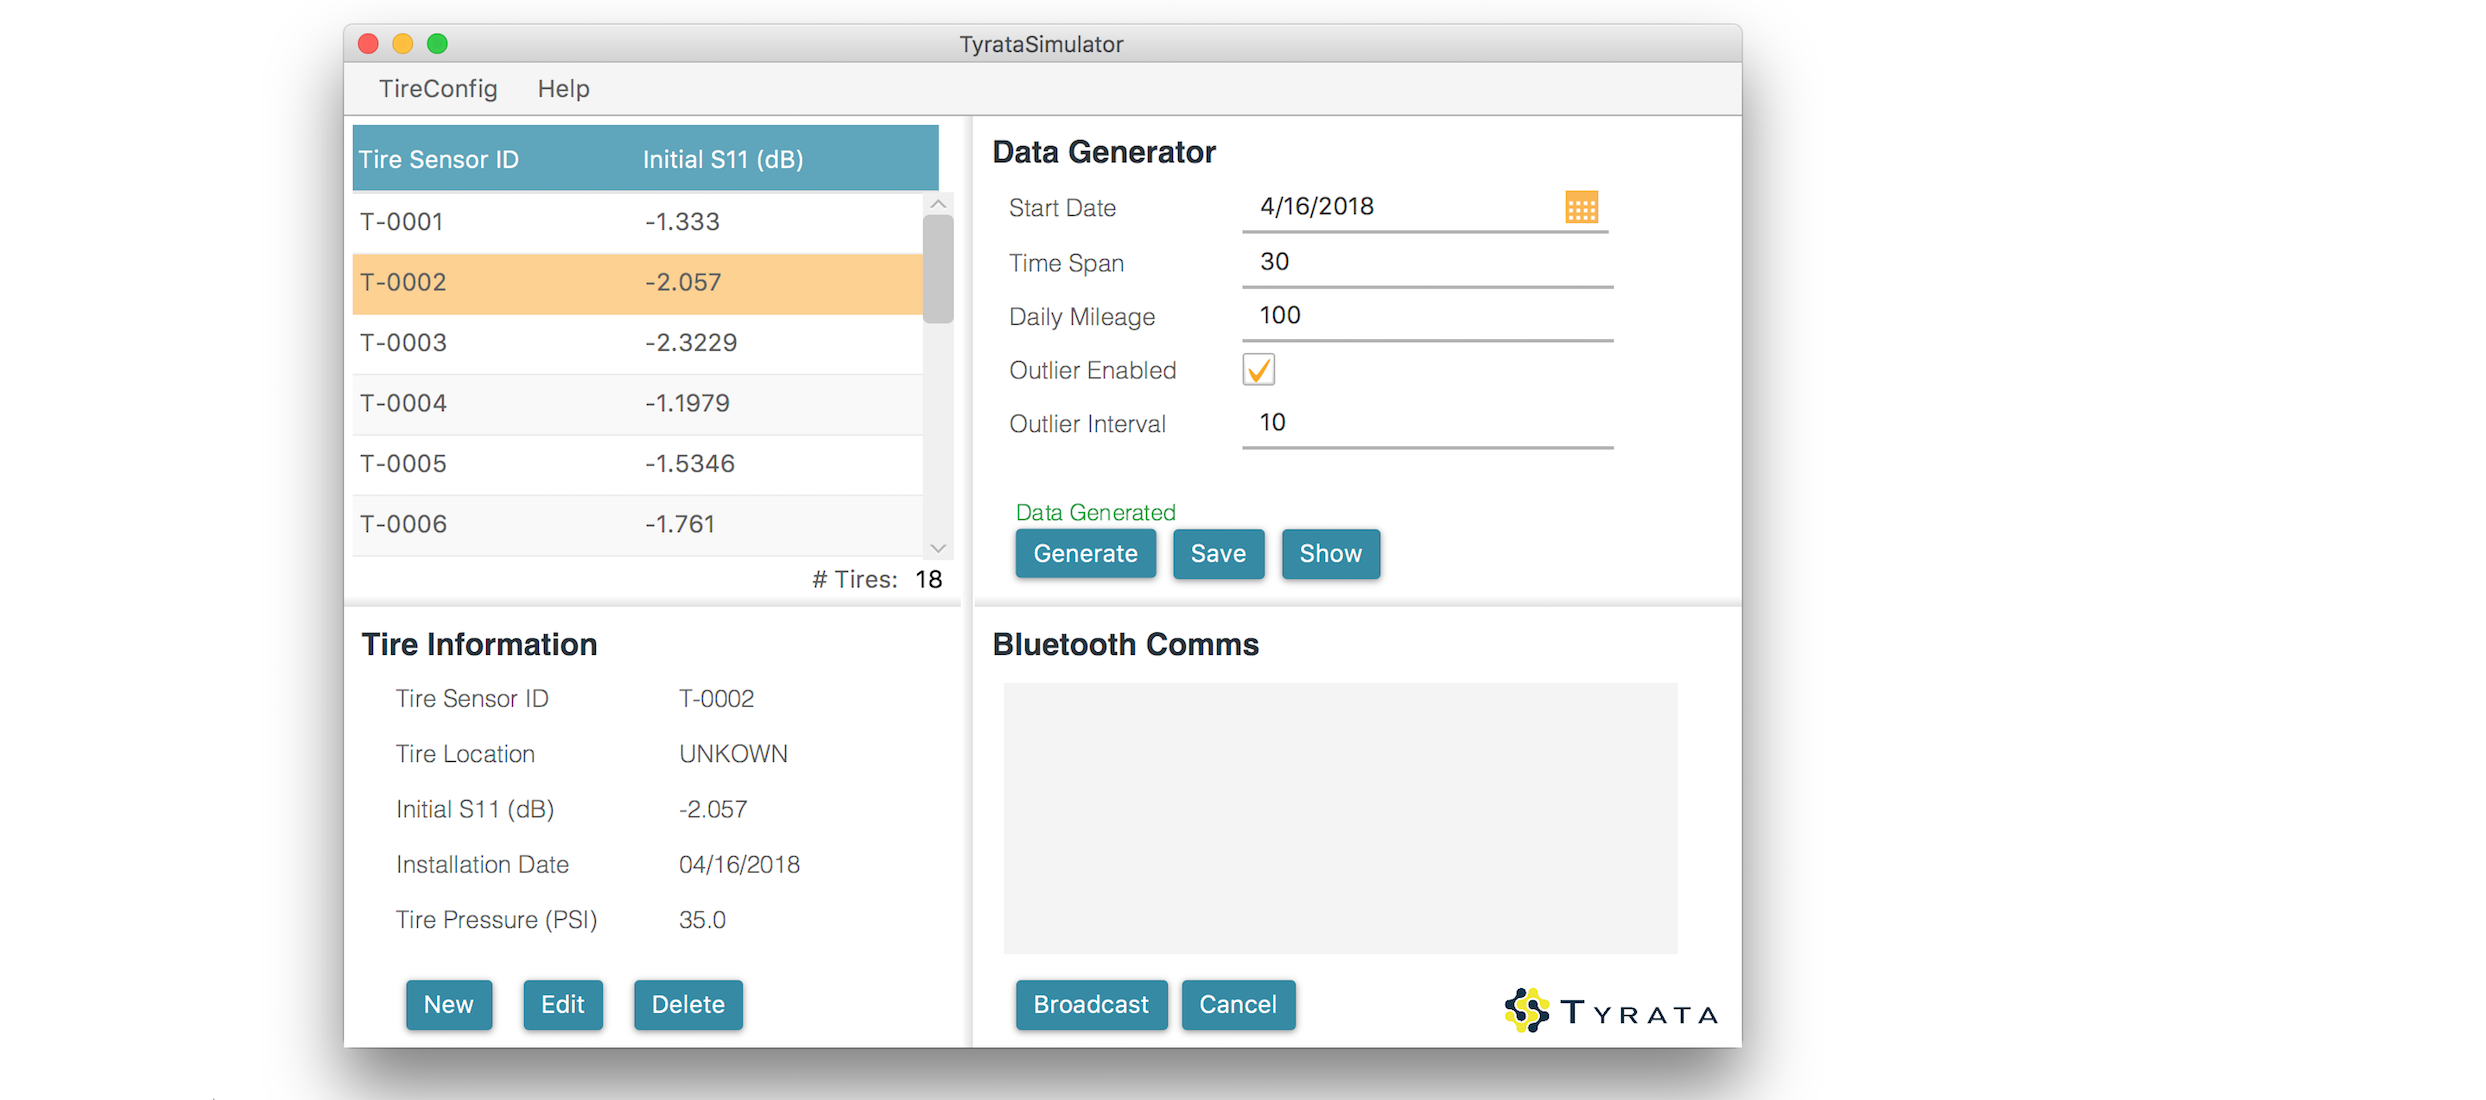 TyrataSimulator
TireConfig Help
Tire Sensor ID Initial S11 (dB)
T-0001 -1.333
T-0002 -2.057
T-0003 -2.3229
T-0004 -1.1979
T-0005 -1.5346
T-0006 -1.761
# Tires: 18
Data Generator
Start Date 4/16/2018
Time Span 30
Daily Mileage 100
Outlier Enabled
Outlier Interval 10
Data Generated
Generate Save Show
Tire Information
Tire Sensor ID T-0002
Tire Location UNKOWN
Initial S11 (dB) -2.057
Installation Date 04/16/2018
Tire Pressure (PSI) 35.0
New Edit Delete
Bluetooth Comms
Broadcast Cancel
TYRATA